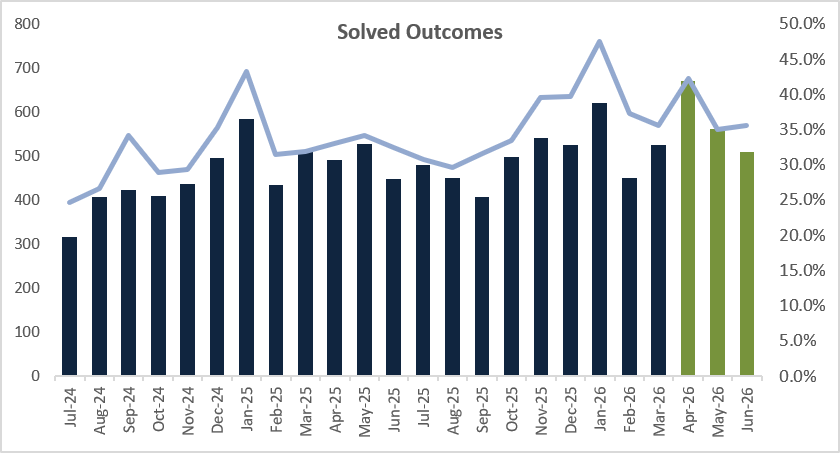 Solved Outcomes
800
700
600
500
400
300
200
100
0
50.0%
45.0%
40.0%
35.0%
30.0%
25.0%
20.0%
15.0%
10.0%
5.0%
0.0%
Jul-24
Aug-24
Sep-24
Oct-24
Nov-24
Dec-24
Jan-25
Feb-25
Mar-25
Apr-25
May-25
Jun-25
Jul-25
Aug-25
Sep-25
Oct-25
Nov-25
Dec-25
Jan-26
Feb-26
Mar-26
Apr-26
May-26
Jun-26